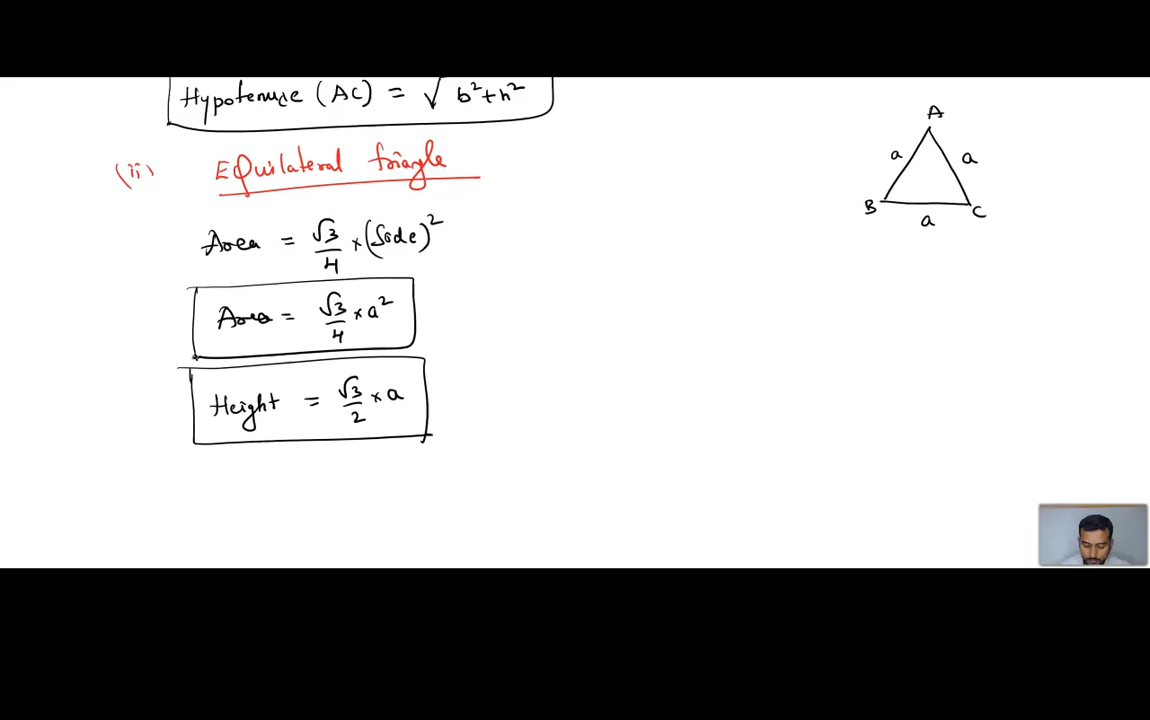 Hypotenuse (AC) = √b²+h²
(ii) Equilateral triangle
Area = √3/4 × (Side)²
Area = √3/4 × a²
Height = √3/2 × a
A
a a
B C
a